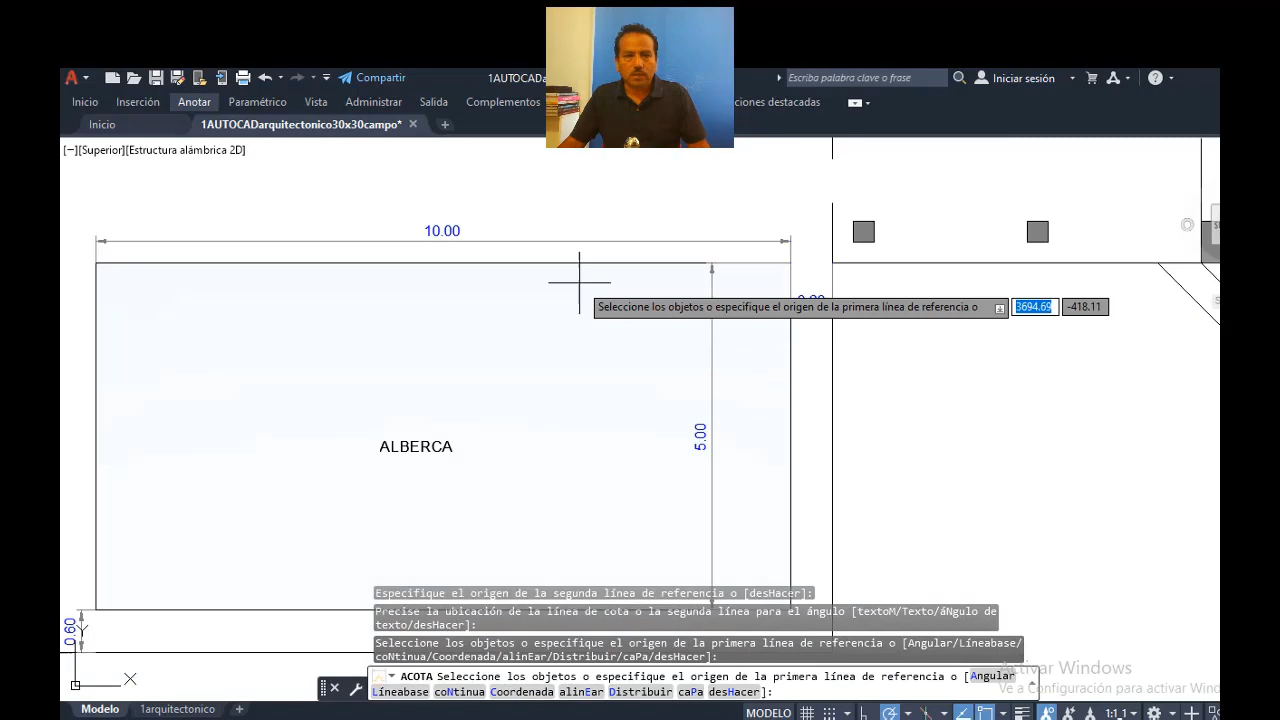 Compartir
1AUTOCADa
Escriba palabra clave o frase
Iniciar sesión
Inicio Inserción Anotar Paramétrico Vista Administrar Salida Complementos
ciones destacadas
Inicio
1AUTOCADarquitectonico30x30campo*
[−][Superior][Estructura alámbrica 2D]
10.00
Seleccione los objetos o especifique el origen de la primera línea de referencia o
3694.69
-418.11
5.00
ALBERCA
0.60
Y
X
Especifique el origen de la segunda línea de referencia o [desHacer]:
Precise la ubicación de la línea de cota o la segunda línea para el ángulo [textoM/Texto/áNgulo de
texto/desHacer]:
Seleccione los objetos o especifique el origen de la primera línea de referencia o [Angular/Líneabase/
coNtinua/Coordenada/alinEar/Distribuir/caPa/desHacer]:
ACOTA Seleccione los objetos o especifique el origen de la primera línea de referencia o [Angular
Líneabase coNtinua Coordenada alinEar Distribuir caPa desHacer]:
Activar Windows
Ve a Configuración para activar Win
Modelo
1arquitectonico
MODELO
1:1_1